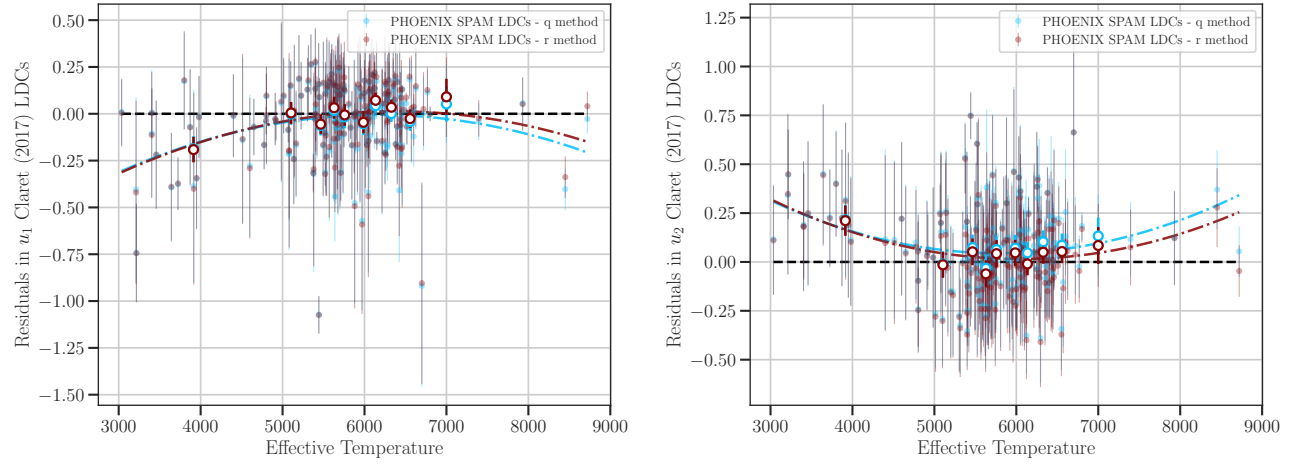 0.50
0.25
0.00
−0.25
−0.50
−0.75
−1.00
−1.25
−1.50
Residuals in u1 Claret (2017) LDCs
PHOENIX SPAM LDCs - q method
PHOENIX SPAM LDCs - r method
3000 4000 5000 6000 7000 8000 9000
Effective Temperature
1.25
1.00
0.75
0.50
0.25
0.00
−0.25
−0.50
Residuals in u2 Claret (2017) LDCs
PHOENIX SPAM LDCs - q method
PHOENIX SPAM LDCs - r method
3000 4000 5000 6000 7000 8000 9000
Effective Temperature